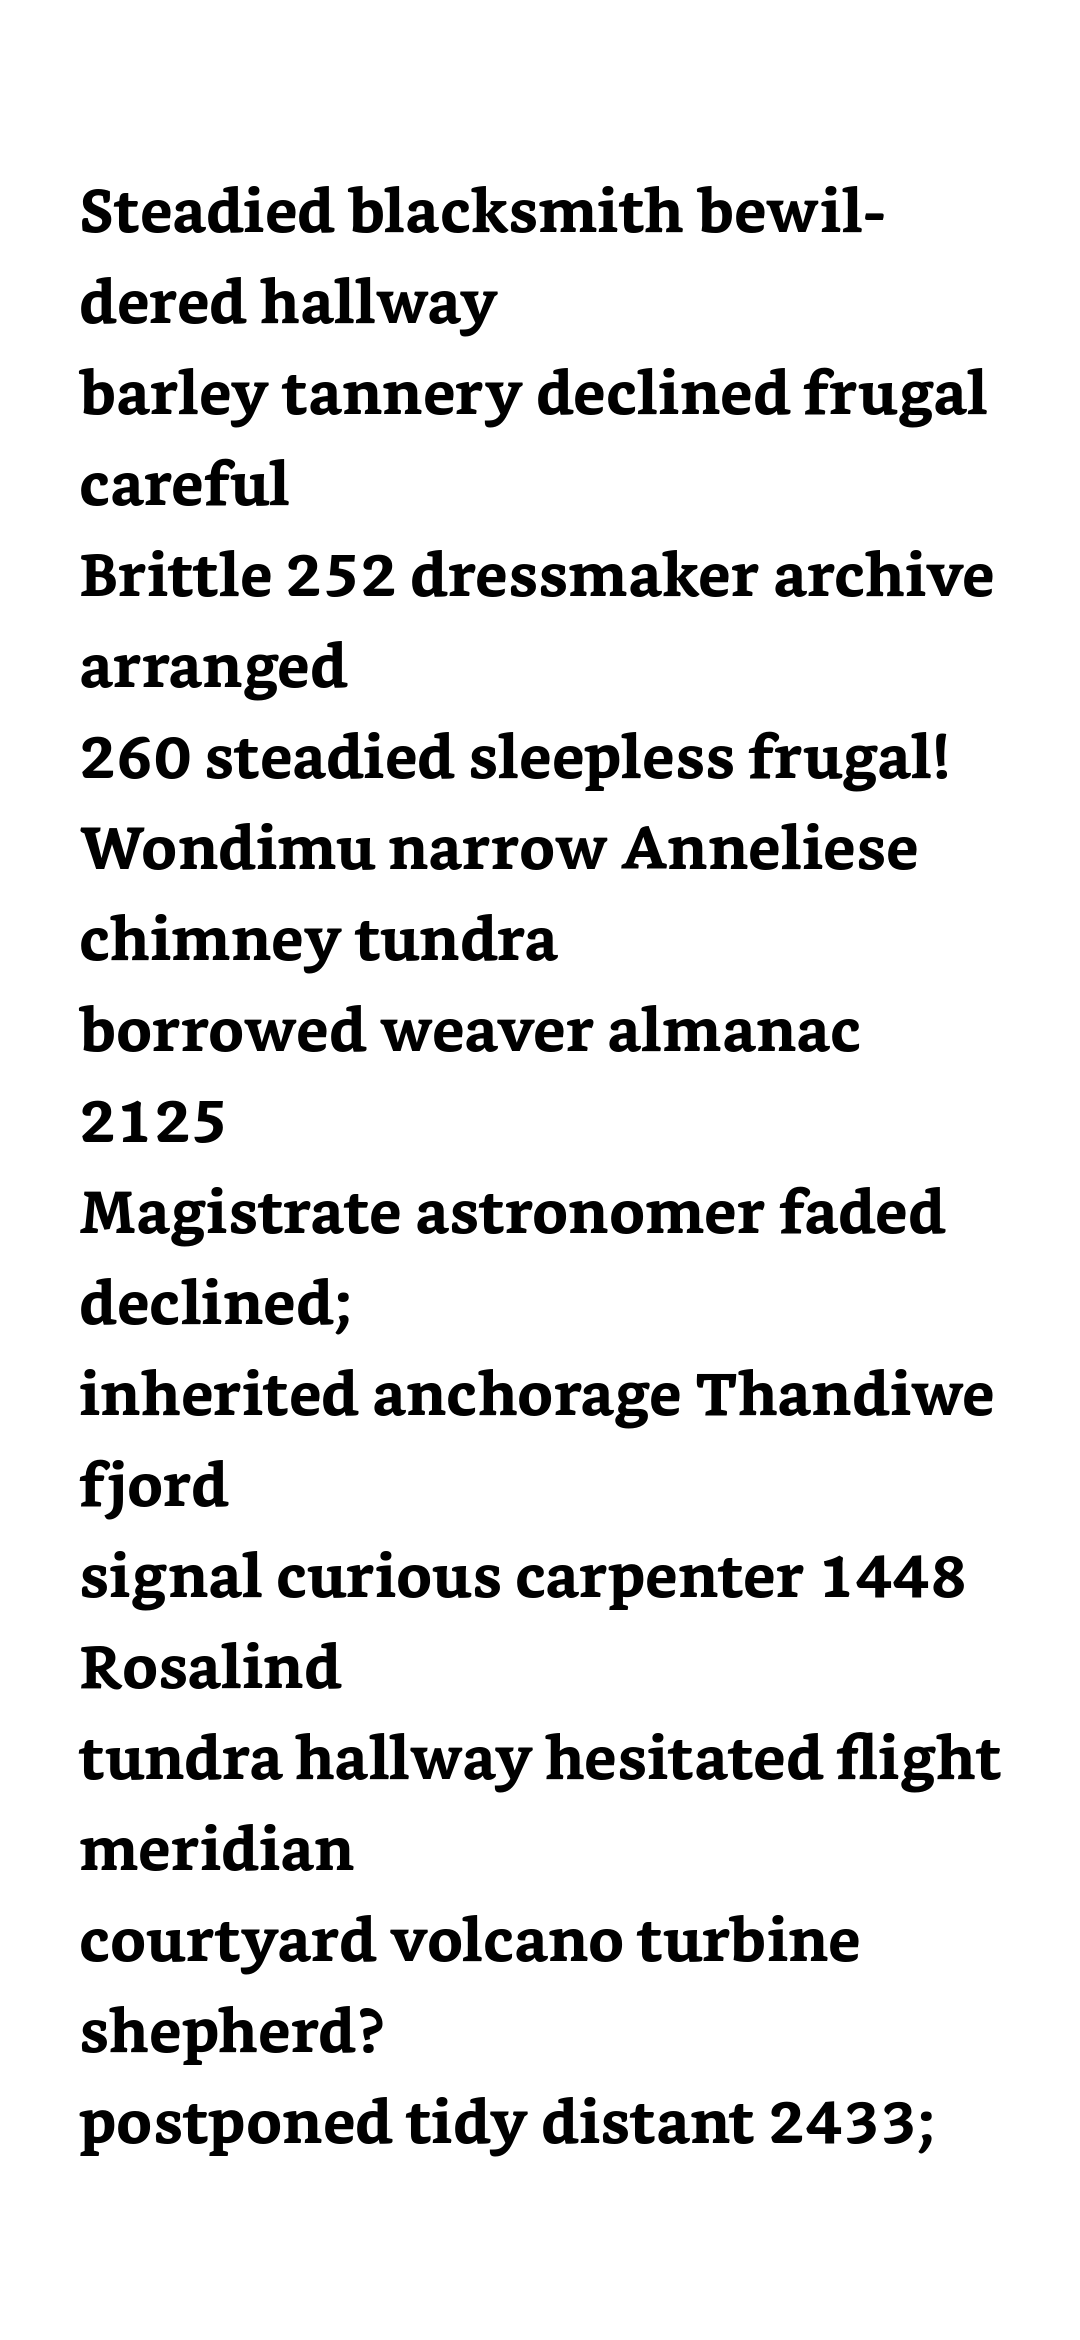 Steadied blacksmith bewil-
dered hallway
barley tannery declined frugal
careful
Brittle 252 dressmaker archive
arranged
260 steadied sleepless frugal!
Wondimu narrow Anneliese
chimney tundra
borrowed weaver almanac
2125
Magistrate astronomer faded
declined;
inherited anchorage Thandiwe
fjord
signal curious carpenter 1448
Rosalind
tundra hallway hesitated flight
meridian
courtyard volcano turbine
shepherd?
postponed tidy distant 2433;